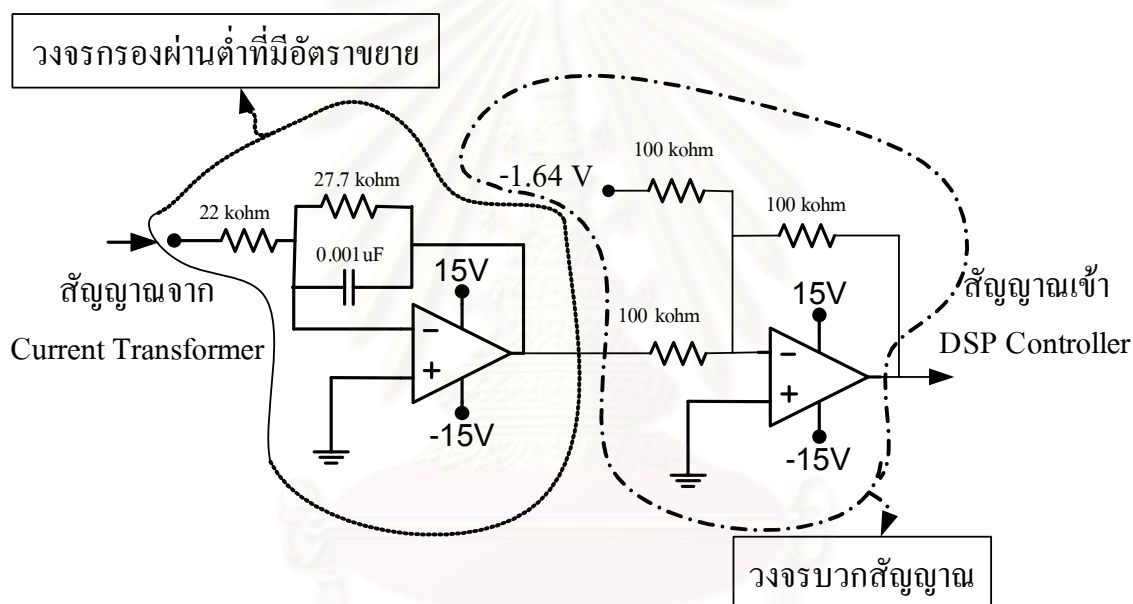 วงจรกรองผ่านต่ำที่มีอัตราขยาย
100 kohm
-1.64 V
27.7 kohm
100 kohm
22 kohm
0.001uF
15V
15V
สัญญาณจาก
Current Transformer
100 kohm
สัญญาณเข้า
DSP Controller
−
+
−
+
-15V
-15V
วงจรบวกสัญญาณ